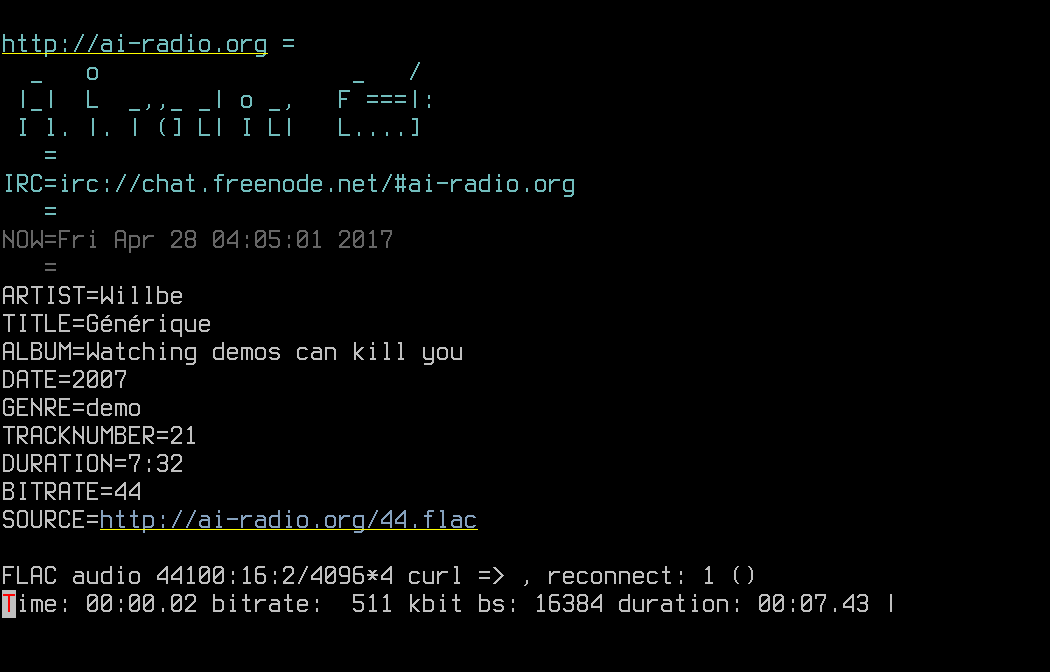 http://ai-radio.org =
  _   o                  _   /
 |_| L  _,,_ _| o _,   F ===|:
 I l. |. | (] L| I L|   L....]
   =
IRC=irc://chat.freenode.net/#ai-radio.org
   =
NOW=Fri Apr 28 04:05:01 2017
   =
ARTIST=Willbe
TITLE=Générique
ALBUM=Watching demos can kill you
DATE=2007
GENRE=demo
TRACKNUMBER=21
DURATION=7:32
BITRATE=44
SOURCE=http://ai-radio.org/44.flac
FLAC audio 44100:16:2/4096*4 curl => , reconnect: 1 ()
Time: 00:00.02 bitrate:  511 kbit bs: 16384 duration: 00:07.43 |